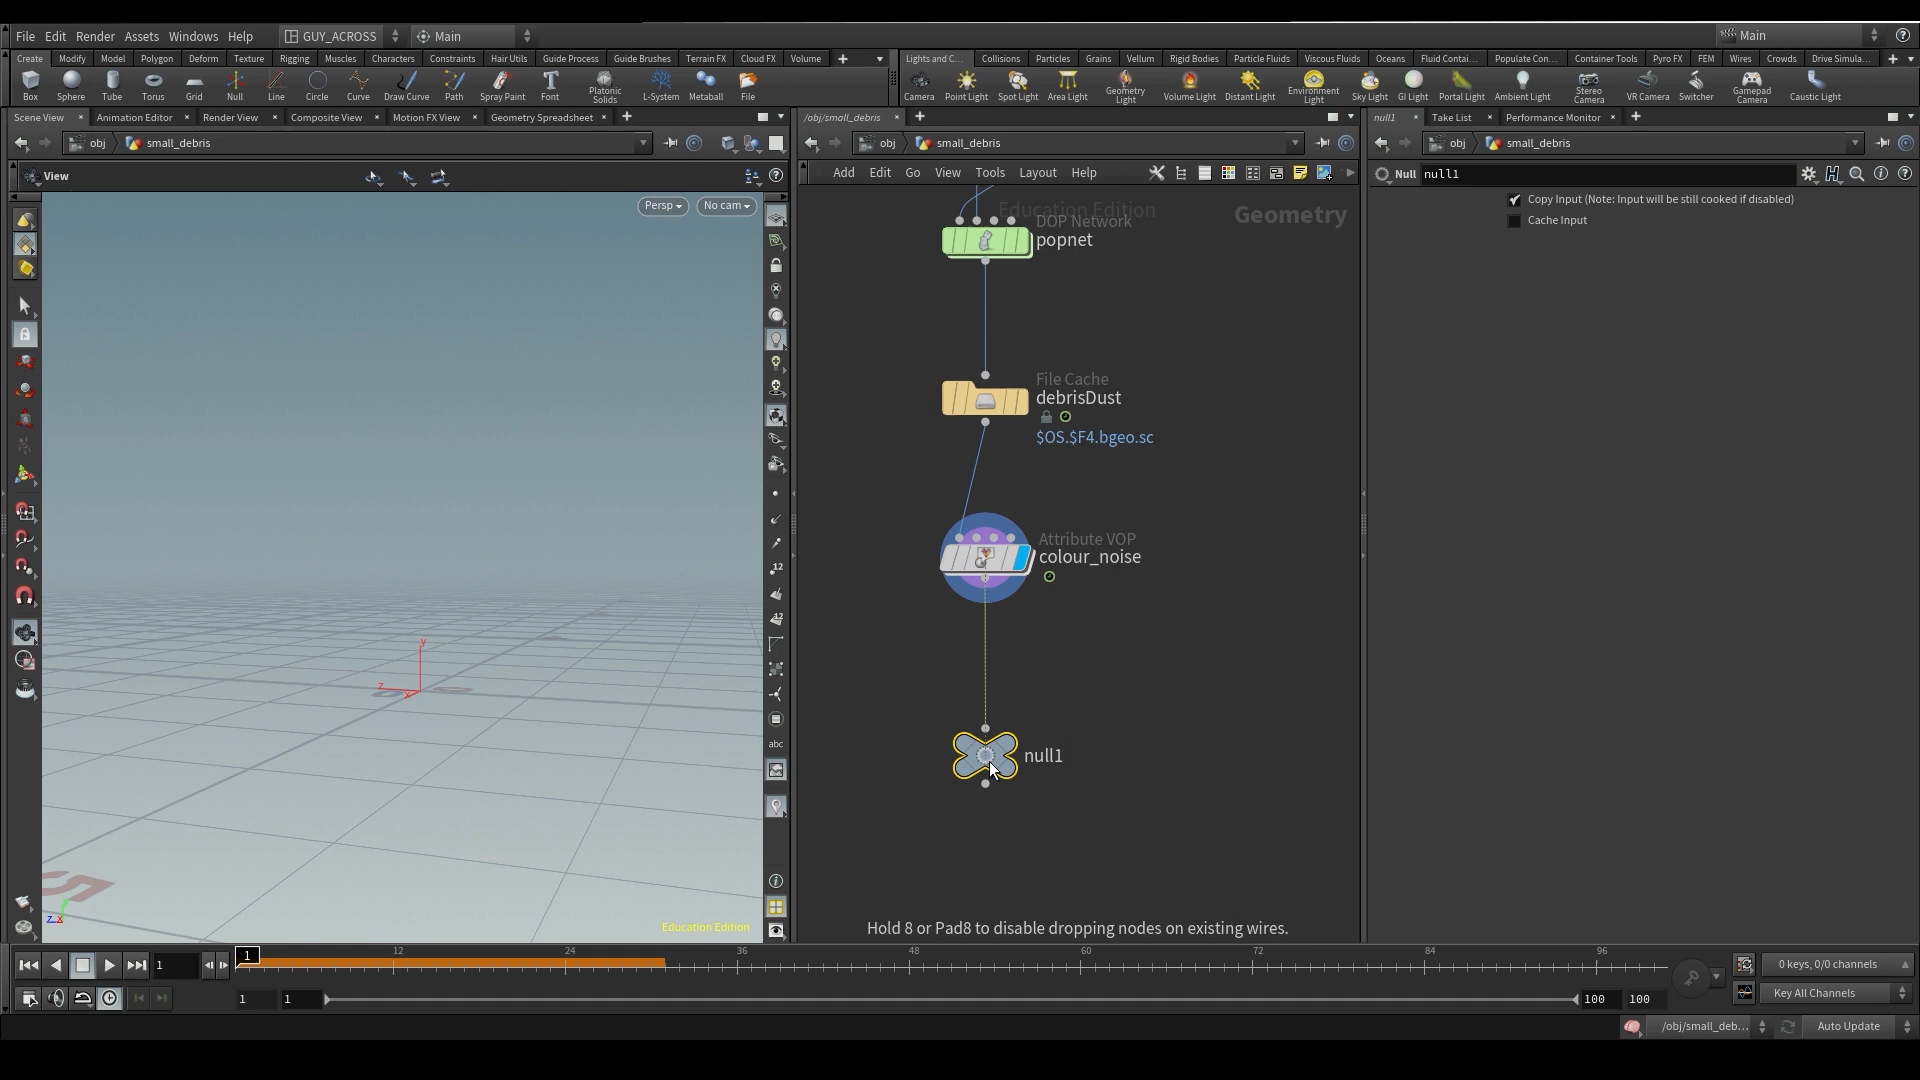 File Edit Render Assets Windows Help GUY_ACROSS Main Main
Create Modify Model Polygon Deform Texture Rigging Muscles Characters Constraints Hair Utils Guide Process Guide Brushes Terrain FX Cloud FX Volume
Lights and C... Collisions Particles Grains Vellum Rigid Bodies Particle Fluids Viscous Fluids Oceans Fluid Contai... Populate Con... Container Tools Pyro FX FEM Wires Crowds Drive Simula...
Box Sphere Tube Torus Grid Null Line Circle Curve Draw Curve Path Spray Paint Font Platonic Solids L-System Metaball File
Camera Point Light Spot Light Area Light Geometry Light Volume Light Distant Light Environment Light Sky Light GI Light Portal Light Ambient Light Stereo Camera VR Camera Switcher Gamepad Camera Caustic Light
Scene View Animation Editor Render View Composite View Motion FX View Geometry Spreadsheet
/obj/small_debris
null1 Take List Performance Monitor
obj small_debris
obj small_debris
obj small_debris
View
Add Edit Go View Tools Layout Help
Null null1
Copy Input (Note: Input will be still cooked if disabled)
Cache Input
Persp No cam
Education Edition
Geometry
DOP Network
popnet
File Cache
debrisDust
$OS.$F4.bgeo.sc
Attribute VOP
colour_noise
null1
Hold 8 or Pad8 to disable dropping nodes on existing wires.
12
12
abc
y
z
x
5
z x
Education Edition
1
1 12 24 36 48 60 72 84 96
0 keys, 0/0 channels
1 1 100 100
Key All Channels
/obj/small_deb... Auto Update